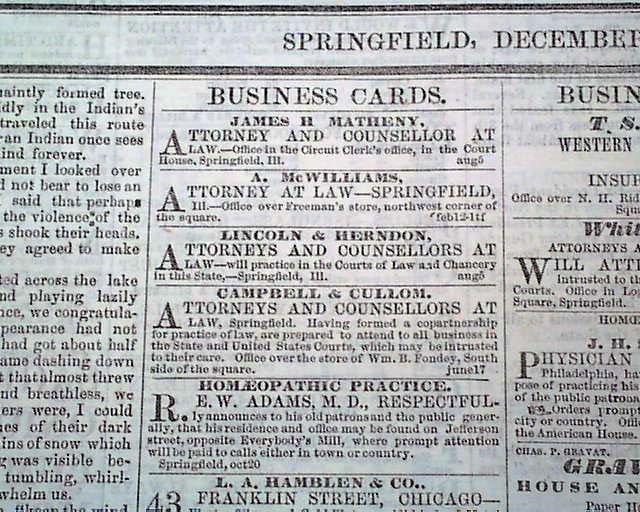 SPRINGFIELD, DECEMBER
aintly formed tree.
dly in the Indian's
traveled this route
an Indian once sees
ind forever.
ment I looked over
d not bear to lose an
I said that perhaps
the violence of the
s shook their heads.
ey agreed to make
ted across the lake
nd playing lazily
nce, we congratula-
pearance had not
had got about half
ame dashing down
t that almost threw
nd breathless, we
ers were, I could
es of their dark
ins of snow which
g was visible be-
tumbling, whirl-
whelm us.
BUSINESS CARDS.
JAMES H MATHENY,
ATTORNEY AND COUNSELLOR AT
LAW.—Office in the Circuit Clerk's office, in the Court
House, Springfield, Ill. aug5
A. McWILLIAMS,
ATTORNEY AT LAW—SPRINGFIELD,
Ill.—Office over Freeman's store, northwest corner of
the square. feb12-1tf
LINCOLN & HERNDON,
ATTORNEYS AND COUNSELLORS AT
LAW—will practice in the Courts of Law and Chancery
in this State,—Springfield, Ill. aug5
CAMPBELL & CULLOM.
ATTORNEYS AND COUNSELLORS AT
LAW, Springfield. Having formed a copartnership
for practice of law, are prepared to attend to all business in
the State and United States Courts, which may be intrusted
to their care. Office over the store of Wm. B. Fondey, South
side of the square. june17
HOMŒOPATHIC PRACTICE.
R. E. W. ADAMS, M. D., RESPECTFUL-
ly announces to his old patrons and the public gener-
ally, that his residence and office may be found on Jefferson
street, opposite Everybody's Mill, where prompt attention
will be paid to calls either in town or country.
Springfield, oct20
L. A. HAMBLEN & CO.,
43 FRANKLIN STREET, CHICAGO—
BUSIN
T. S.
WESTERN
INSUR
Office over N. H. Rid
Squ
Whit
ATTORNEYS A
WILL ATT
intrusted to th
Courts. Office in Lo
Square, Springfield.
HOMŒ
J. H. S
PHYSICIAN
Philadelphia, hav
pose of practicing his
of the public patron
Orders promp
city or country. Offic
the American House.
CHAS. P. GRAVAT.
GRAV
HOUSE AN
Paper H